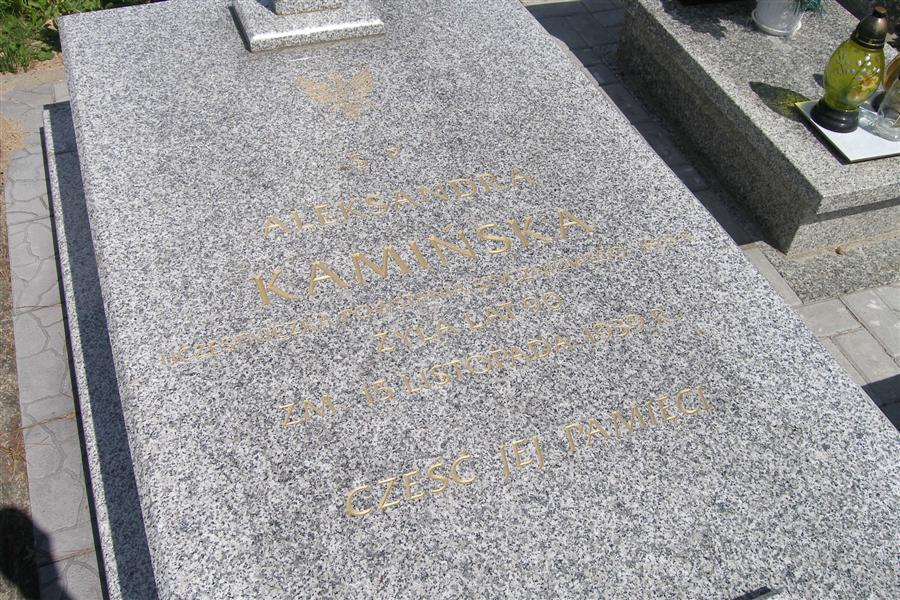 Ś P
ALEKSANDRA
KAMIŃSKA
UCZESTNICZKA POWSTANIA STYCZNIOWEGO
ŻYŁA LAT 90
ZM. 15 LISTOPADA 1939 R.
CZEŚĆ JEJ PAMIĘCI